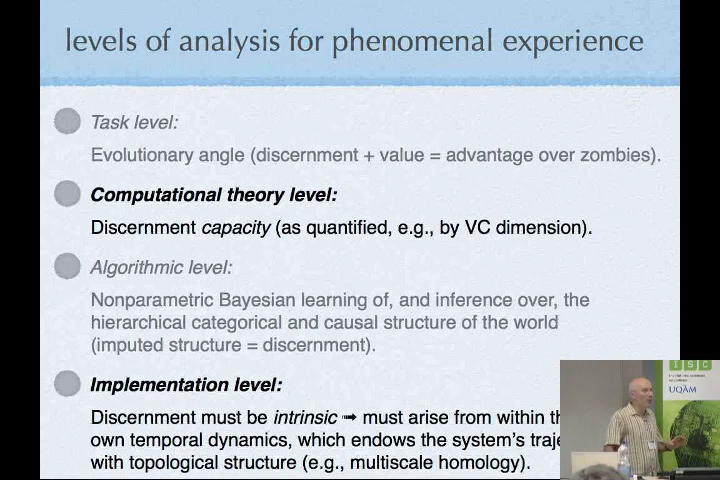 levels of analysis for phenomenal experience
Task level:
Evolutionary angle (discernment + value = advantage over zombies).
Computational theory level:
Discernment capacity (as quantified, e.g., by VC dimension).
Algorithmic level:
Nonparametric Bayesian learning of, and inference over, the
hierarchical categorical and causal structure of the world
(imputed structure = discernment).
Implementation level:
Discernment must be intrinsic ➞ must arise from within th
own temporal dynamics, which endows the system's traje
with topological structure (e.g., multiscale homology).
ISC
UQÀM